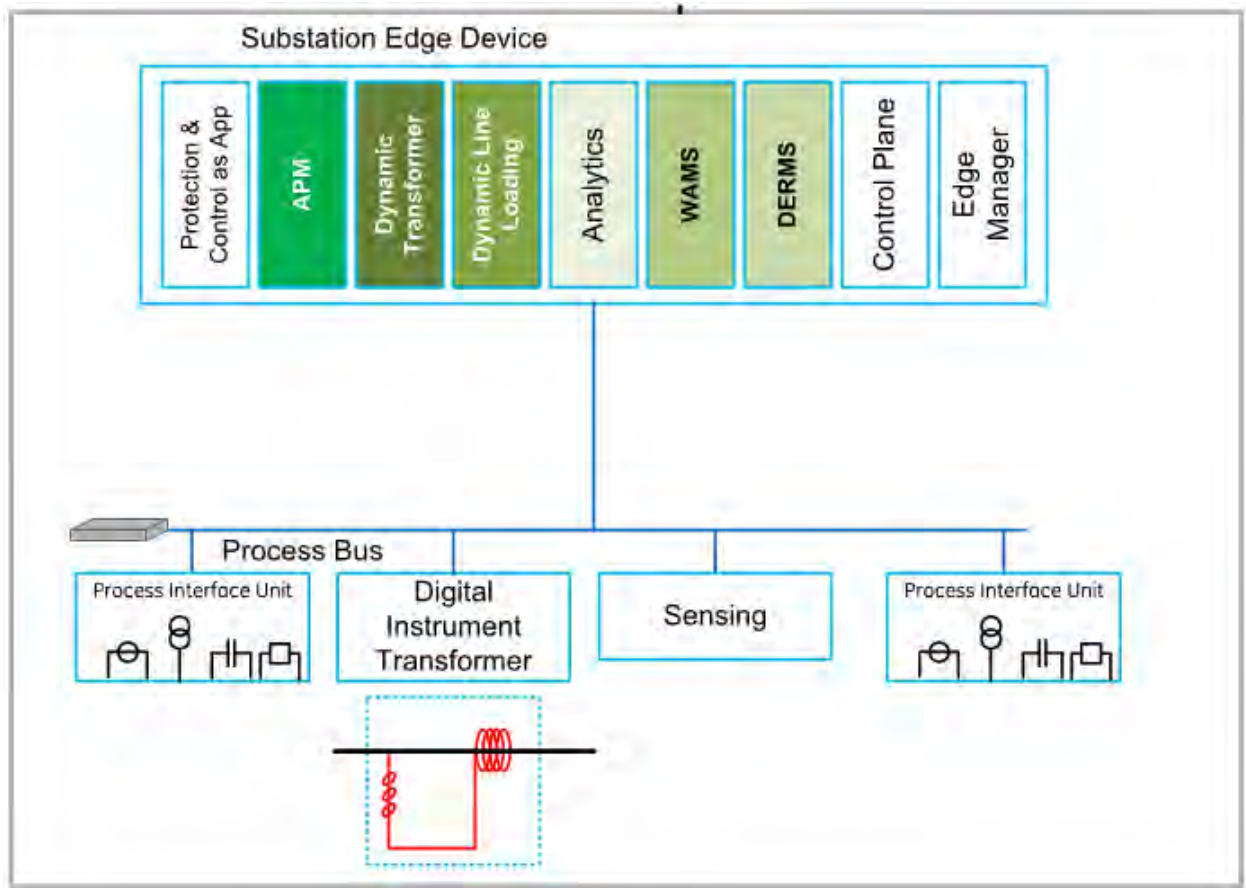 Substation Edge Device
Protection &
Control as App
APM
Dynamic
Transformer
Dynamic Line
Loading
Analytics
WAMS
DERMS
Control Plane
Edge
Manager
Process Bus
Process Interface Unit
Digital
Instrument
Transformer
Sensing
Process Interface Unit